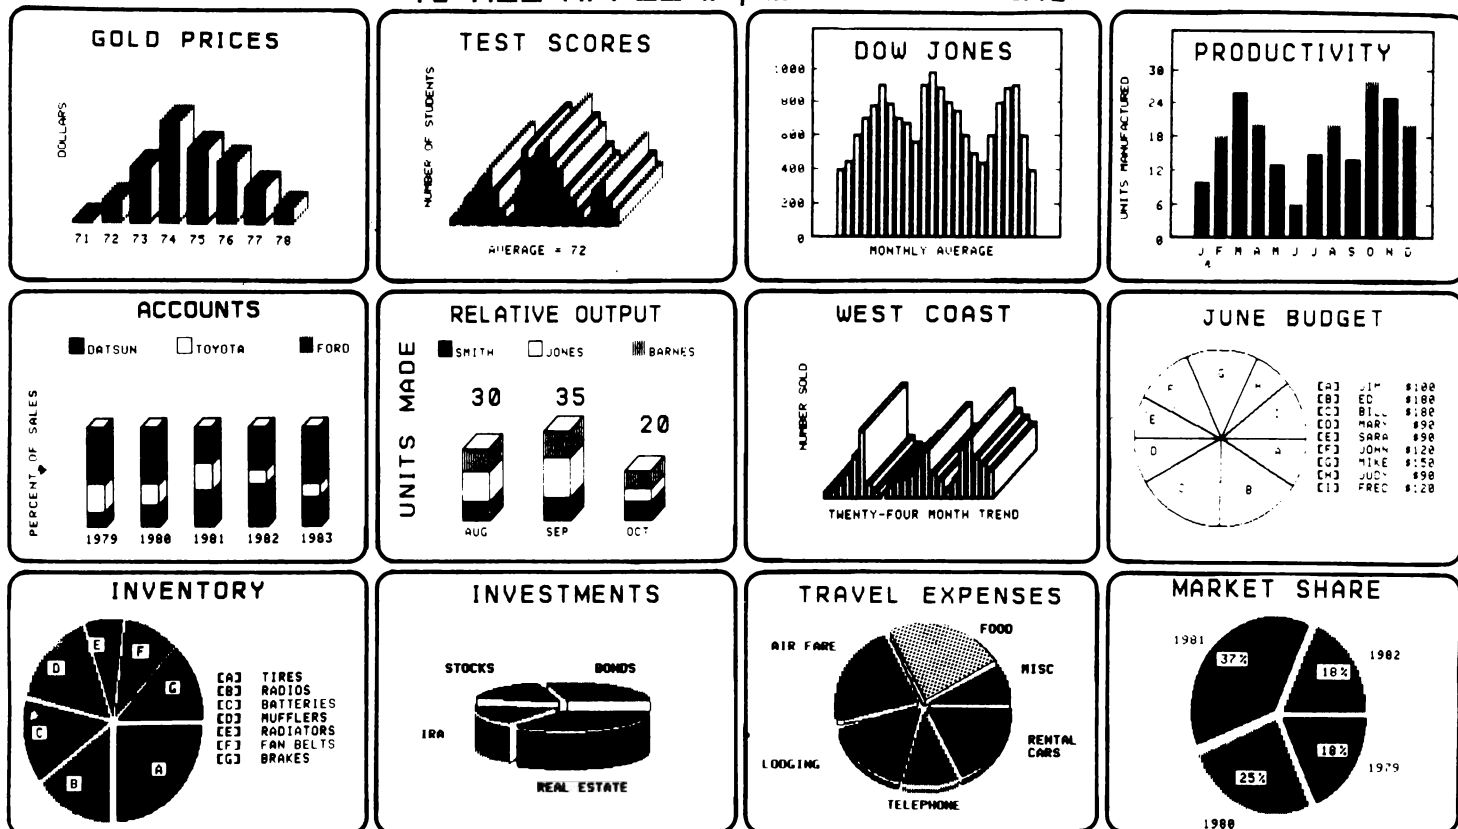 GOLD PRICES
DOLLARS
71 72 73 74 75 76 77 78
TEST SCORES
NUMBER OF STUDENTS
AVERAGE = 72
DOW JONES
1000
800
600
400
200
0
MONTHLY AVERAGE
PRODUCTIVITY
UNITS MANUFACTURED
30
24
18
12
6
0
J F M A M J J A S O N D
ACCOUNTS
DATSUN TOYOTA FORD
PERCENT OF SALES
1979 1980 1981 1982 1983
RELATIVE OUTPUT
SMITH JONES BARNES
UNITS MADE
30 35 20
AUG SEP OCT
WEST COAST
NUMBER SOLD
TWENTY-FOUR MONTH TREND
JUNE BUDGET
G
F H
E I
D A
C B
[A] JIM $100
[B] ED $180
[C] BILL $180
[D] MARY $90
[E] SARA $90
[F] JOHN $120
[G] MIKE $150
[H] JUDY $90
[I] FRED $120
INVENTORY
E F
D G
C
B A
[A] TIRES
[B] RADIOS
[C] BATTERIES
[D] MUFFLERS
[E] RADIATORS
[F] FAN BELTS
[G] BRAKES
INVESTMENTS
STOCKS BONDS
IRA
REAL ESTATE
TRAVEL EXPENSES
FOOD
AIR FARE
MISC
RENTAL
CARS
LODGING
TELEPHONE
MARKET SHARE
1981
37%
1982
18%
18%
1979
25%
1980